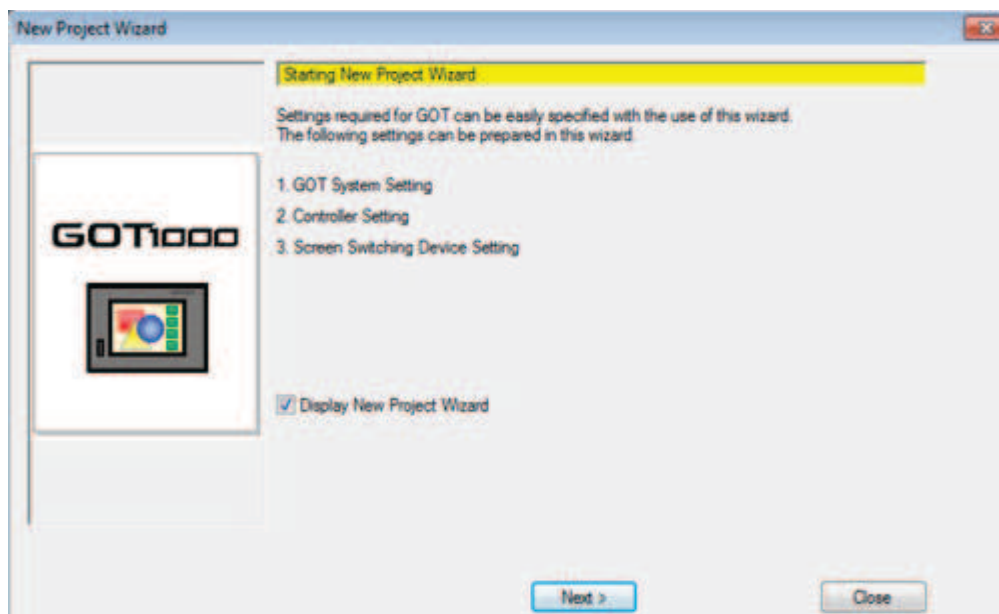 New Project Wizard
Starting New Project Wizard
Settings required for GOT can be easily specified with the use of this wizard.
The following settings can be prepared in this wizard.
1. GOT System Setting
2. Controller Setting
3. Screen Switching Device Setting
GOT1000
Display New Project Wizard
Next >
Close